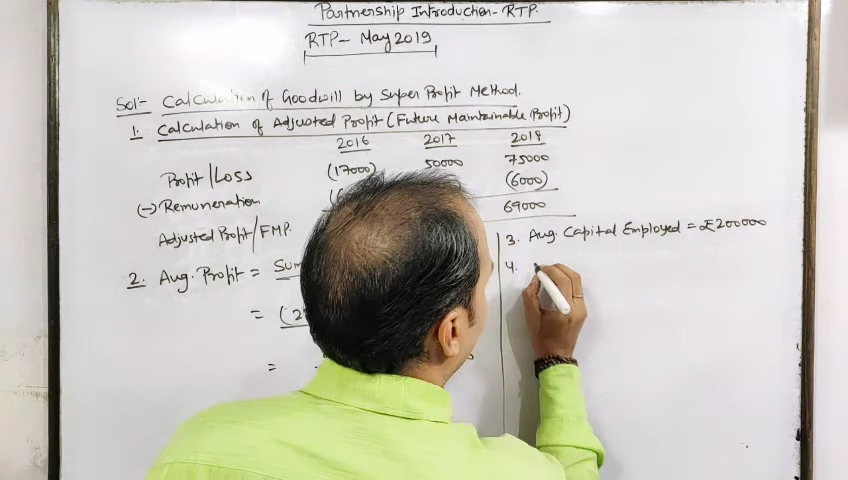 Partnership Introduction-RTP.
RTP- May 2019
Sol:- Calculation of Goodwill by Super Profit Method.
1. Calculation of Adjusted Profit (Future Maintainable Profit)
2016 2017 2018
Profit/Loss (17000) 50000 75000
(-) Remuneration (6000)
Adjusted Profit/FMP. 69000
2. Aug. Profit = Sum
= (2
=
3. Aug. Capital Employed = ₤200000
4.